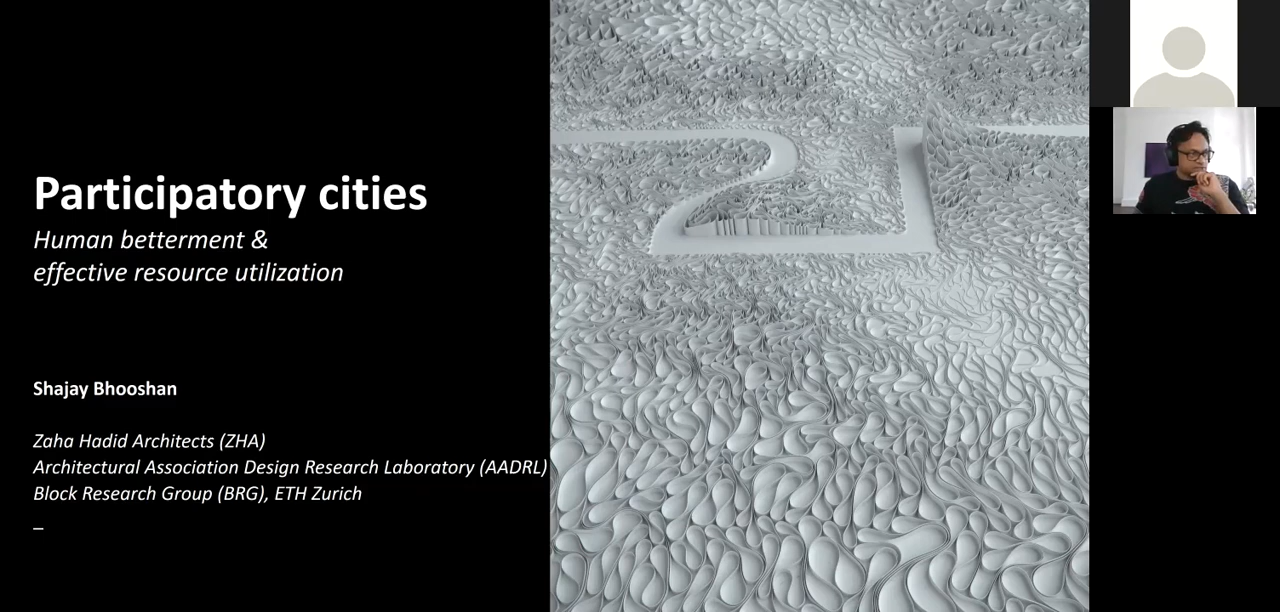 Participatory cities
Human betterment &
effective resource utilization
Shajay Bhooshan
Zaha Hadid Architects (ZHA)
Architectural Association Design Research Laboratory (AADRL)
Block Research Group (BRG), ETH Zurich
_
21